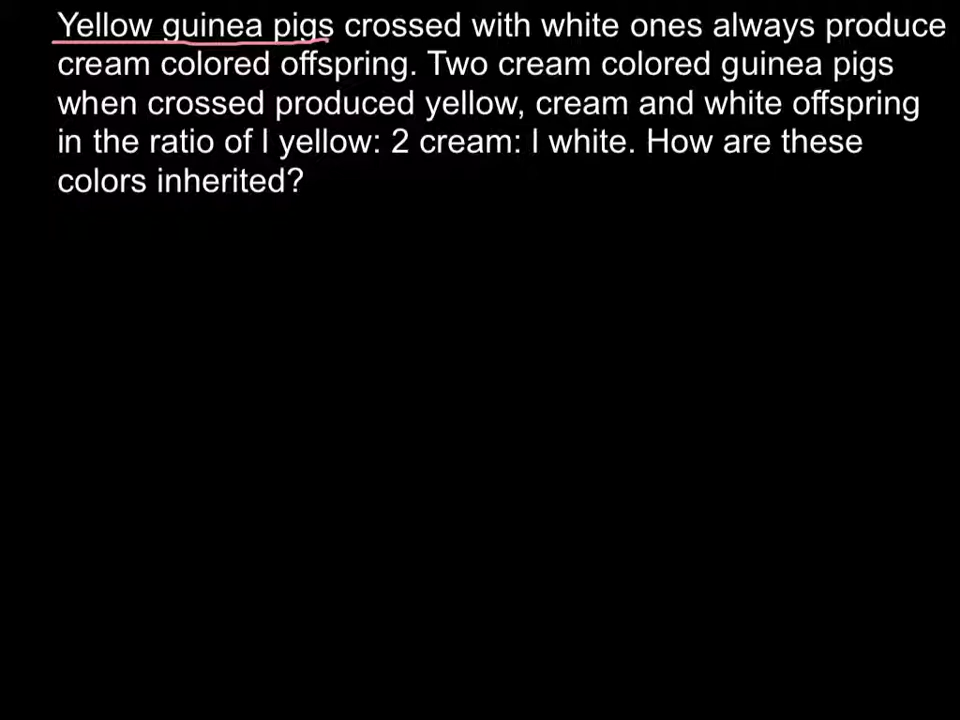 Yellow guinea pigs crossed with white ones always produce
cream colored offspring. Two cream colored guinea pigs
when crossed produced yellow, cream and white offspring
in the ratio of l yellow: 2 cream: l white. How are these
colors inherited?